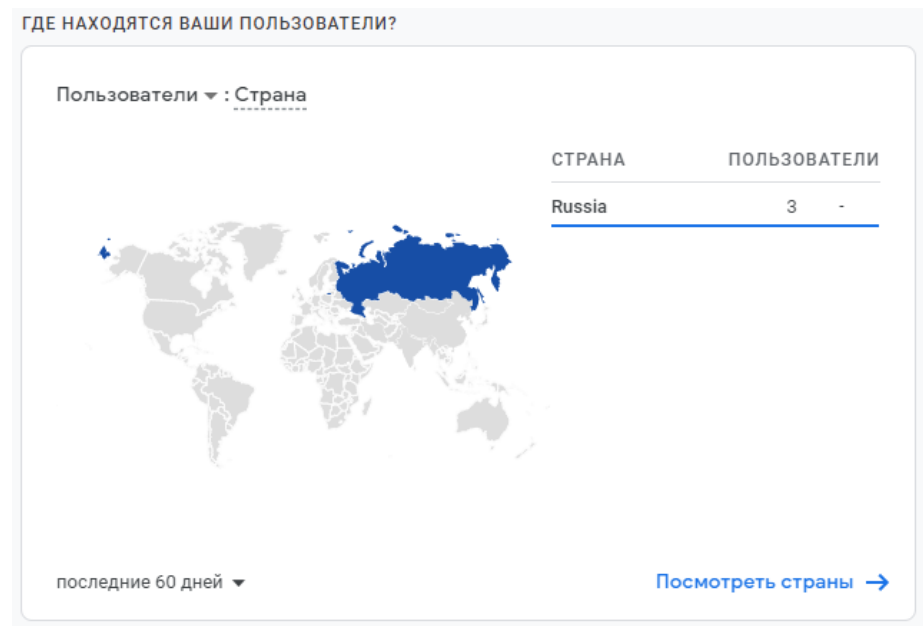 ГДЕ НАХОДЯТСЯ ВАШИ ПОЛЬЗОВАТЕЛИ?
Пользователи : Страна
СТРАНА ПОЛЬЗОВАТЕЛИ
Russia 3 -
последние 60 дней
Посмотреть страны →